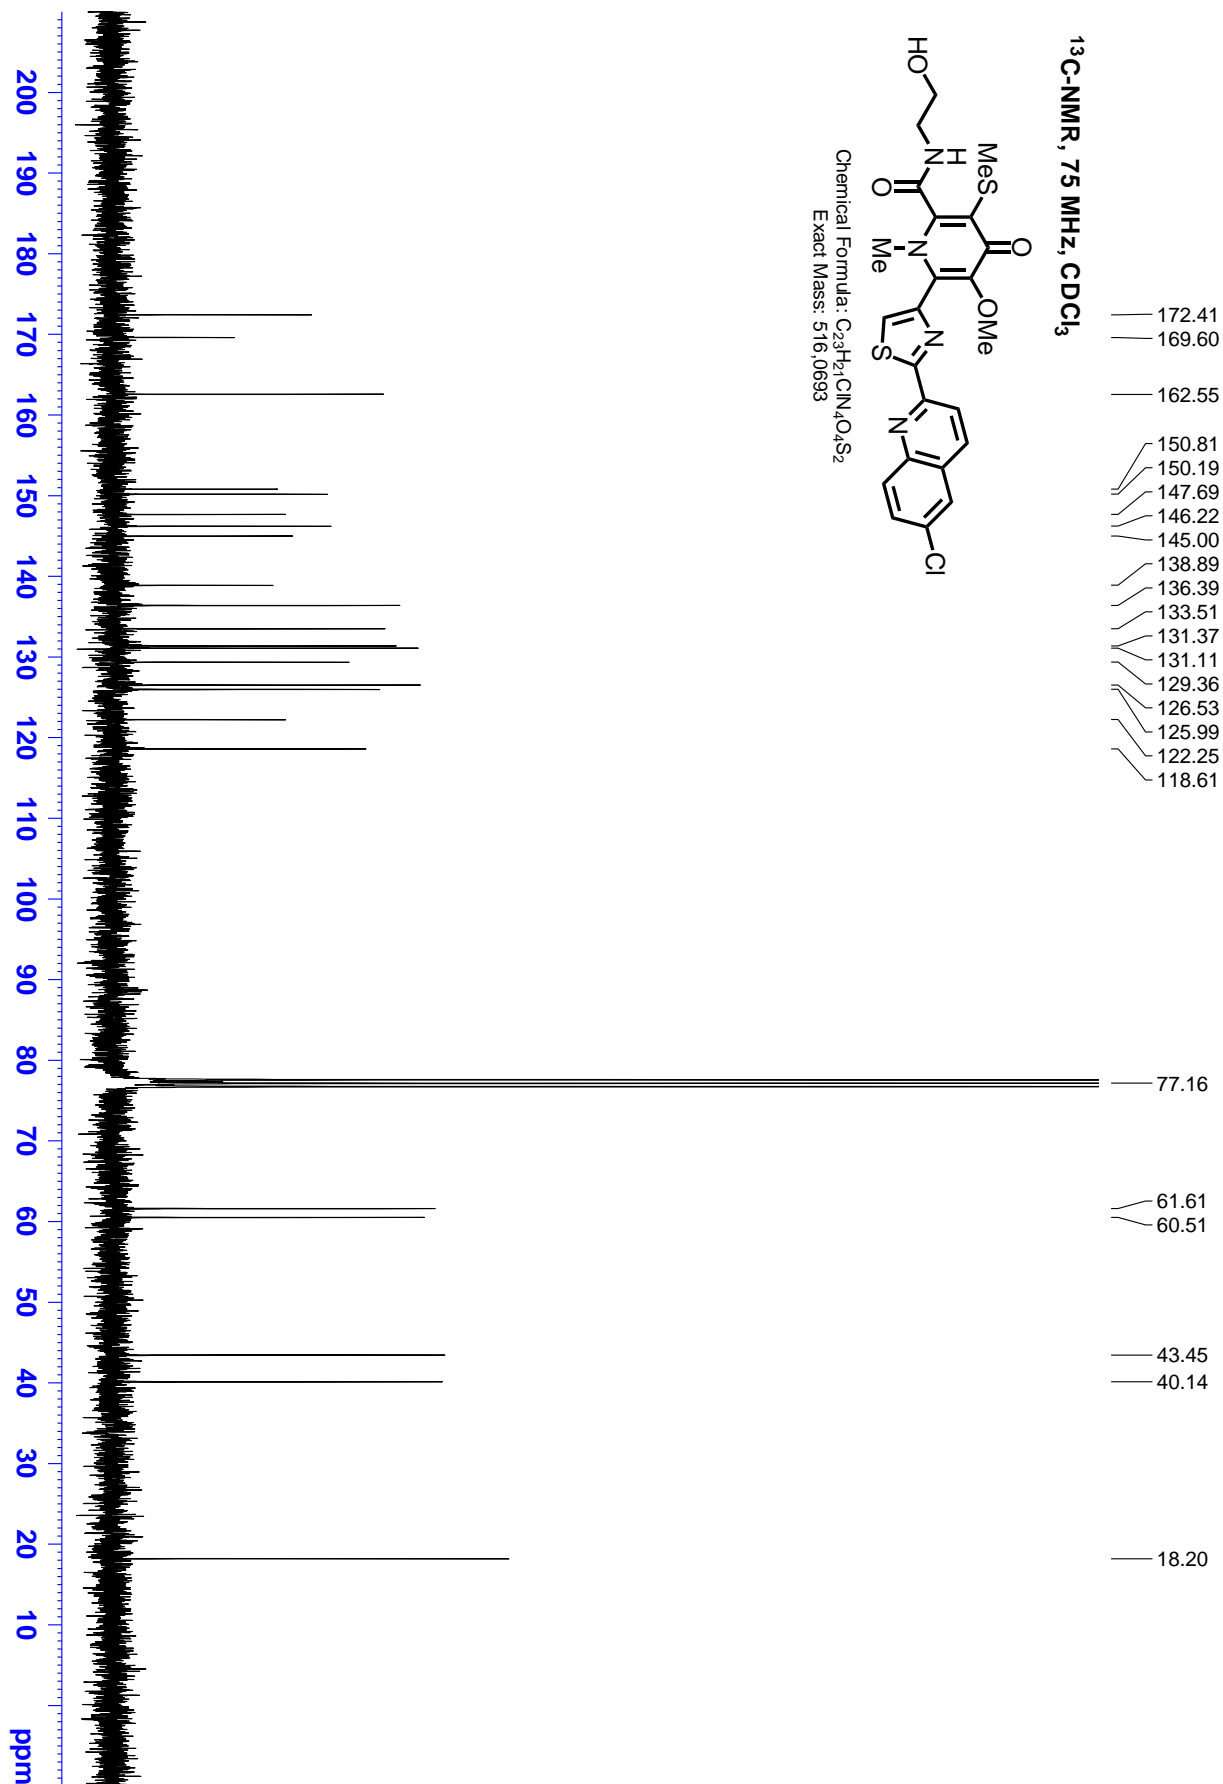 ¹³C-NMR, 75 MHz, CDCl₃
O
MeS
OMe
H
N
HO
O
N
Me
N
S
N
Cl
Chemical Formula: C₂₃H₂₁ClN₄O₄S₂
Exact Mass: 516,0693
172.41
169.60
162.55
150.81
150.19
147.69
146.22
145.00
138.89
136.39
133.51
131.37
131.11
129.36
126.53
125.99
122.25
118.61
77.16
61.61
60.51
43.45
40.14
18.20
200 190 180 170 160 150 140 130 120 110 100 90 80 70 60 50 40 30 20 10 ppm